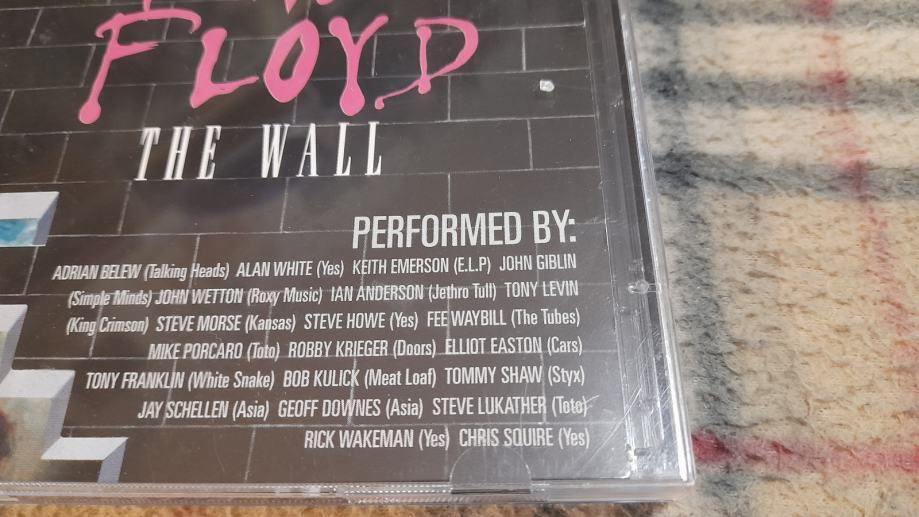 FLOYD
THE WALL
PERFORMED BY:
ADRIAN BELEW (Talking Heads) ALAN WHITE (Yes) KEITH EMERSON (E.L.P) JOHN GIBLIN
(Simple Minds) JOHN WETTON (Roxy Music) IAN ANDERSON (Jethro Tull) TONY LEVIN
(King Crimson) STEVE MORSE (Kansas) STEVE HOWE (Yes) FEE WAYBILL (The Tubes)
MIKE PORCARO (Toto) ROBBY KRIEGER (Doors) ELLIOT EASTON (Cars)
TONY FRANKLIN (White Snake) BOB KULICK (Meat Loaf) TOMMY SHAW (Styx)
JAY SCHELLEN (Asia) GEOFF DOWNES (Asia) STEVE LUKATHER (Toto)
RICK WAKEMAN (Yes) CHRIS SQUIRE (Yes)